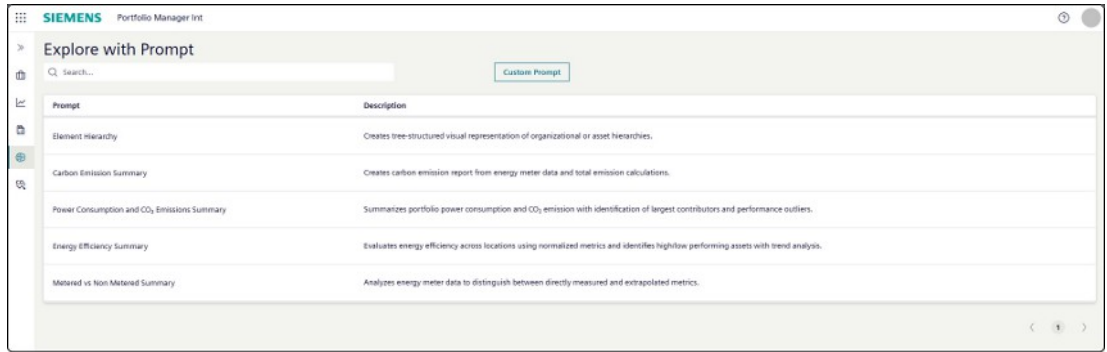 SIEMENS Portfolio Manager Int
Explore with Prompt
Search...
Custom Prompt
Prompt Description
Element Hierarchy Creates tree-structured visual representation of organizational or asset hierarchies.
Carbon Emission Summary Creates carbon emission report from energy meter data and total emission calculations.
Power Consumption and CO₂ Emissions Summary Summarizes portfolio power consumption and CO₂ emission with identification of largest contributors and performance outliers.
Energy Efficiency Summary Evaluates energy efficiency across locations using normalized metrics and identifies high/low performing assets with trend analysis.
Metered vs Non Metered Summary Analyzes energy meter data to distinguish between directly measured and extrapolated metrics.
1